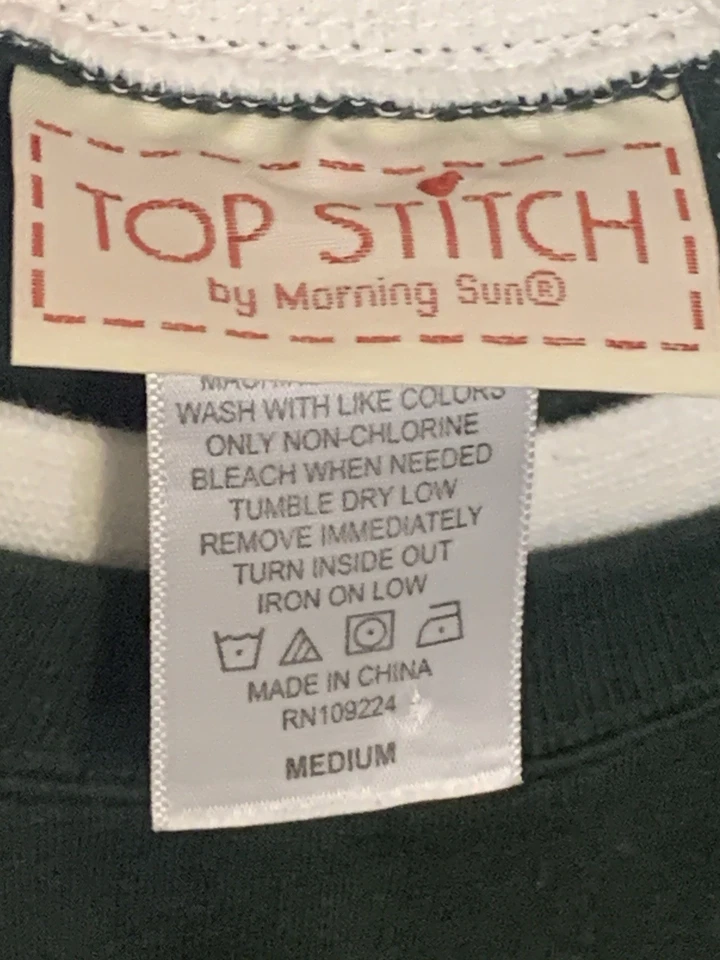 TOP STITCH
by Morning Sun®
WASH WITH LIKE COLORS
ONLY NON-CHLORINE
BLEACH WHEN NEEDED
TUMBLE DRY LOW
REMOVE IMMEDIATELY
TURN INSIDE OUT
IRON ON LOW
MADE IN CHINA
RN109224
MEDIUM